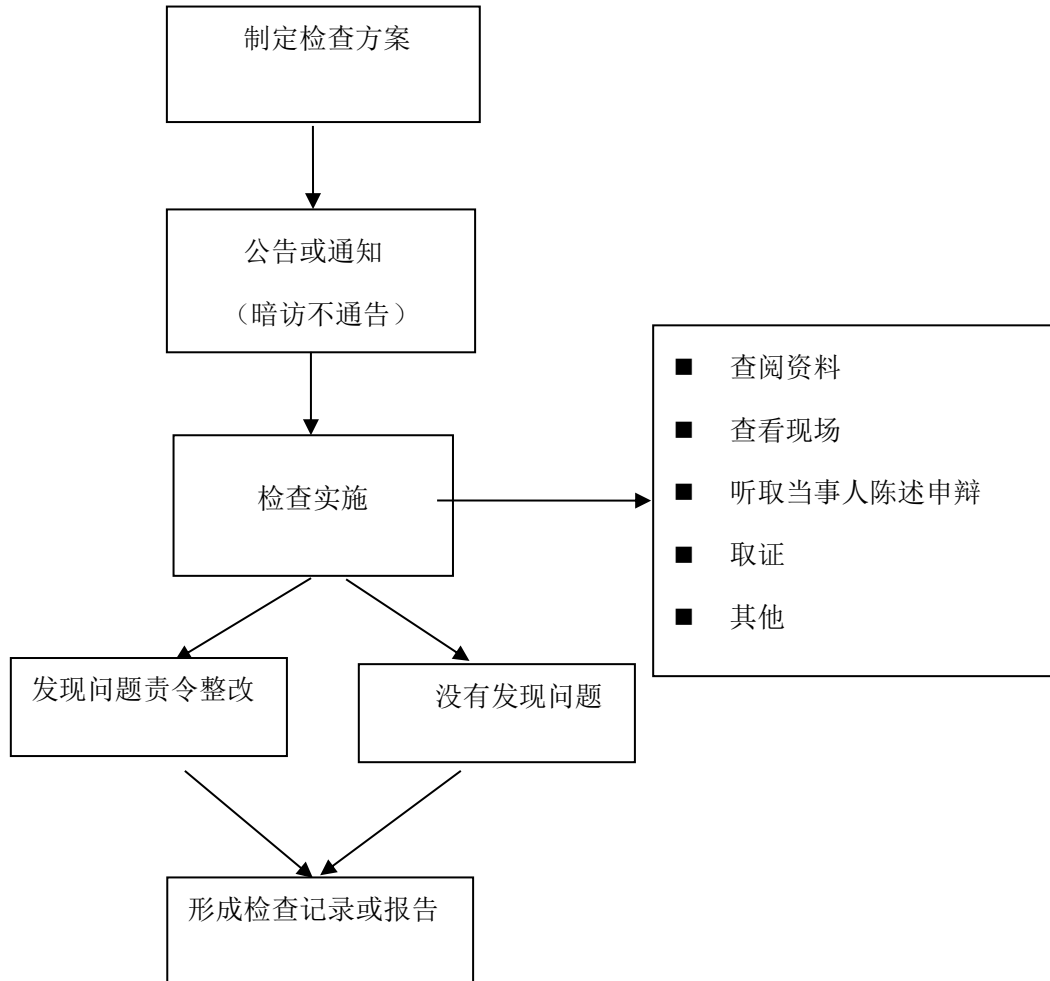 制定检查方案
公告或通知
（暗访不通告）
检查实施
■ 查阅资料
■ 查看现场
■ 听取当事人陈述申辩
■ 取证
■ 其他
发现问题责令整改
没有发现问题
形成检查记录或报告